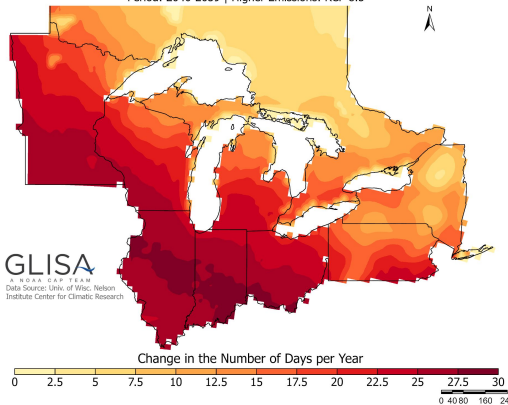 Period: 2040-2059 | Higher Emissions: RCP 8.5
N
GLISA
A NOAA CAP TEAM
Data Source: Univ. of Wisc. Nelson
Institute Center for Climatic Research
Change in the Number of Days per Year
0 2.5 5 7.5 10 12.5 15 17.5 20 22.5 25 27.5 30
0 40 80 160 24